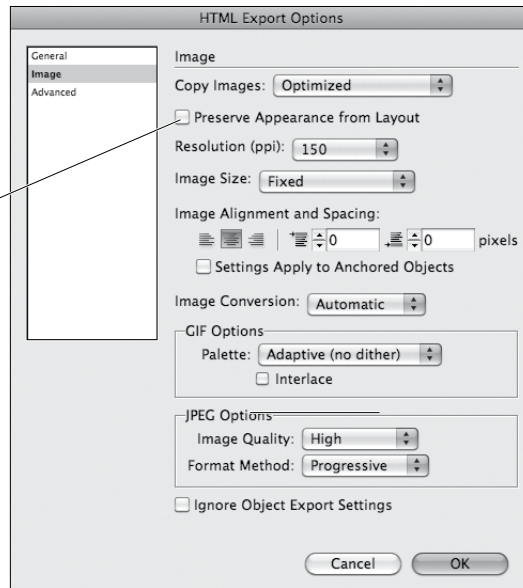 HTML Export Options
General
Image
Advanced
Image
Copy Images: Optimized
Preserve Appearance from Layout
Resolution (ppi): 150
Image Size: Fixed
Image Alignment and Spacing:
0 0 pixels
Settings Apply to Anchored Objects
Image Conversion: Automatic
GIF Options
Palette: Adaptive (no dither)
Interlace
JPEG Options
Image Quality: High
Format Method: Progressive
Ignore Object Export Settings
Cancel OK